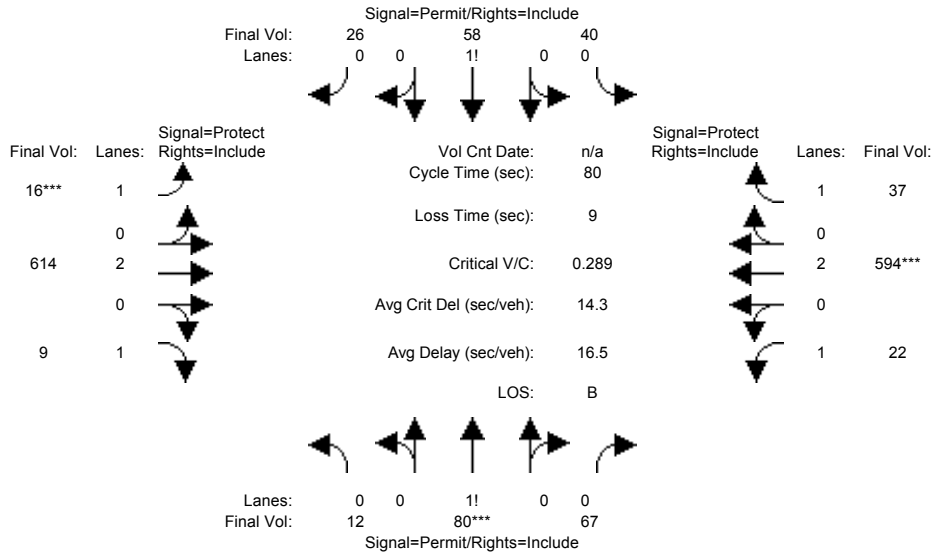 Signal=Permit/Rights=Include
Final Vol: 26 58 40
Lanes: 0 0 1! 0 0
Signal=Protect Signal=Protect
Final Vol: Lanes: Rights=Include Vol Cnt Date: n/a Rights=Include Lanes: Final Vol:
Cycle Time (sec): 80
16*** 1 1 37
Loss Time (sec): 9
0 0
614 2 Critical V/C: 0.289 2 594***
0 Avg Crit Del (sec/veh): 14.3 0
9 1 Avg Delay (sec/veh): 16.5 1 22
LOS: B
Lanes: 0 0 1! 0 0
Final Vol: 12 80*** 67
Signal=Permit/Rights=Include